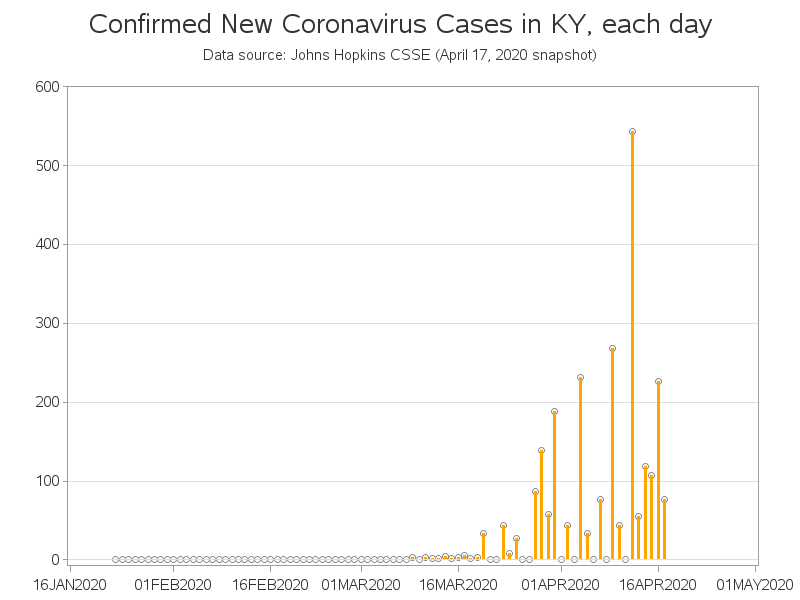 Confirmed New Coronavirus Cases in KY, each day
Data source: Johns Hopkins CSSE (April 17, 2020 snapshot)
600
500
400
300
200
100
0
16JAN2020 01FEB2020 16FEB2020 01MAR2020 16MAR2020 01APR2020 16APR2020 01MAY2020